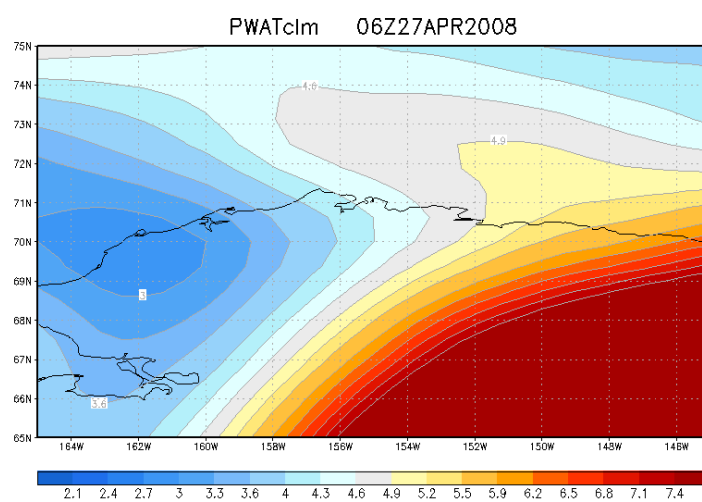 PWATclm 06Z27APR2008
75N
74N
73N
72N
71N
70N
69N
68N
67N
66N
65N
4.6
4.9
3
3.6
164W 162W 160W 158W 156W 154W 152W 150W 148W 146W
2.1 2.4 2.7 3 3.3 3.6 4 4.3 4.6 4.9 5.2 5.5 5.9 6.2 6.5 6.8 7.1 7.4